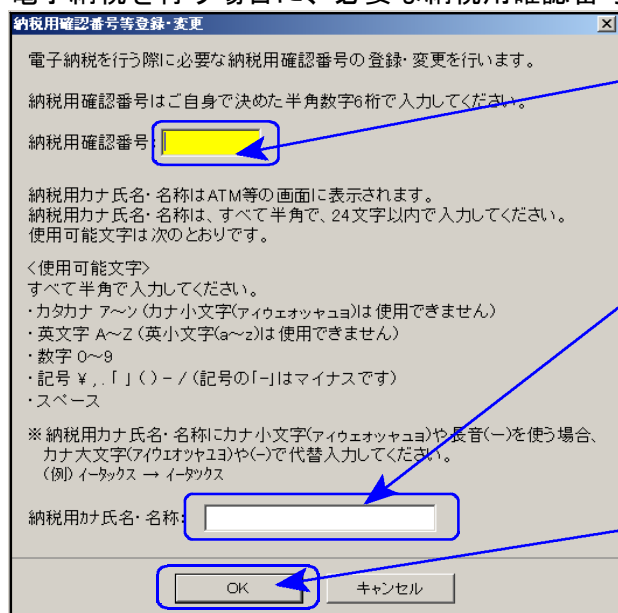 納税用確認番号等登録・変更
電子納税を行う際に必要な納税用確認番号の登録・変更を行います。
納税用確認番号はご自身で決めた半角数字6桁で入力してください。
納税用確認番号:
納税用カナ氏名・名称はATM等の画面に表示されます。
納税用カナ氏名・名称は、すべて半角で、24文字以内で入力してください。
使用可能文字は次のとおりです。
<使用可能文字>
すべて半角で入力してください。
・カタカナ ア～ン(カナ小文字(ァィゥェォッャュョ)は使用できません)
・英文字 A～Z (英小文字(a～z)は使用できません)
・数字 0～9
・記号 ¥ , . 「 」 ( ) - / (記号の「-」はマイナスです)
・スペース
※納税用カナ氏名・名称にカナ小文字(ァィゥェォッャュョ)や長音(ー)を使う場合、
カナ大文字(アイウエオツヤユヨ)や(-)で代替入力してください。
(例) イータックス → イ-タツクス
納税用カナ氏名・名称:
OK キャンセル